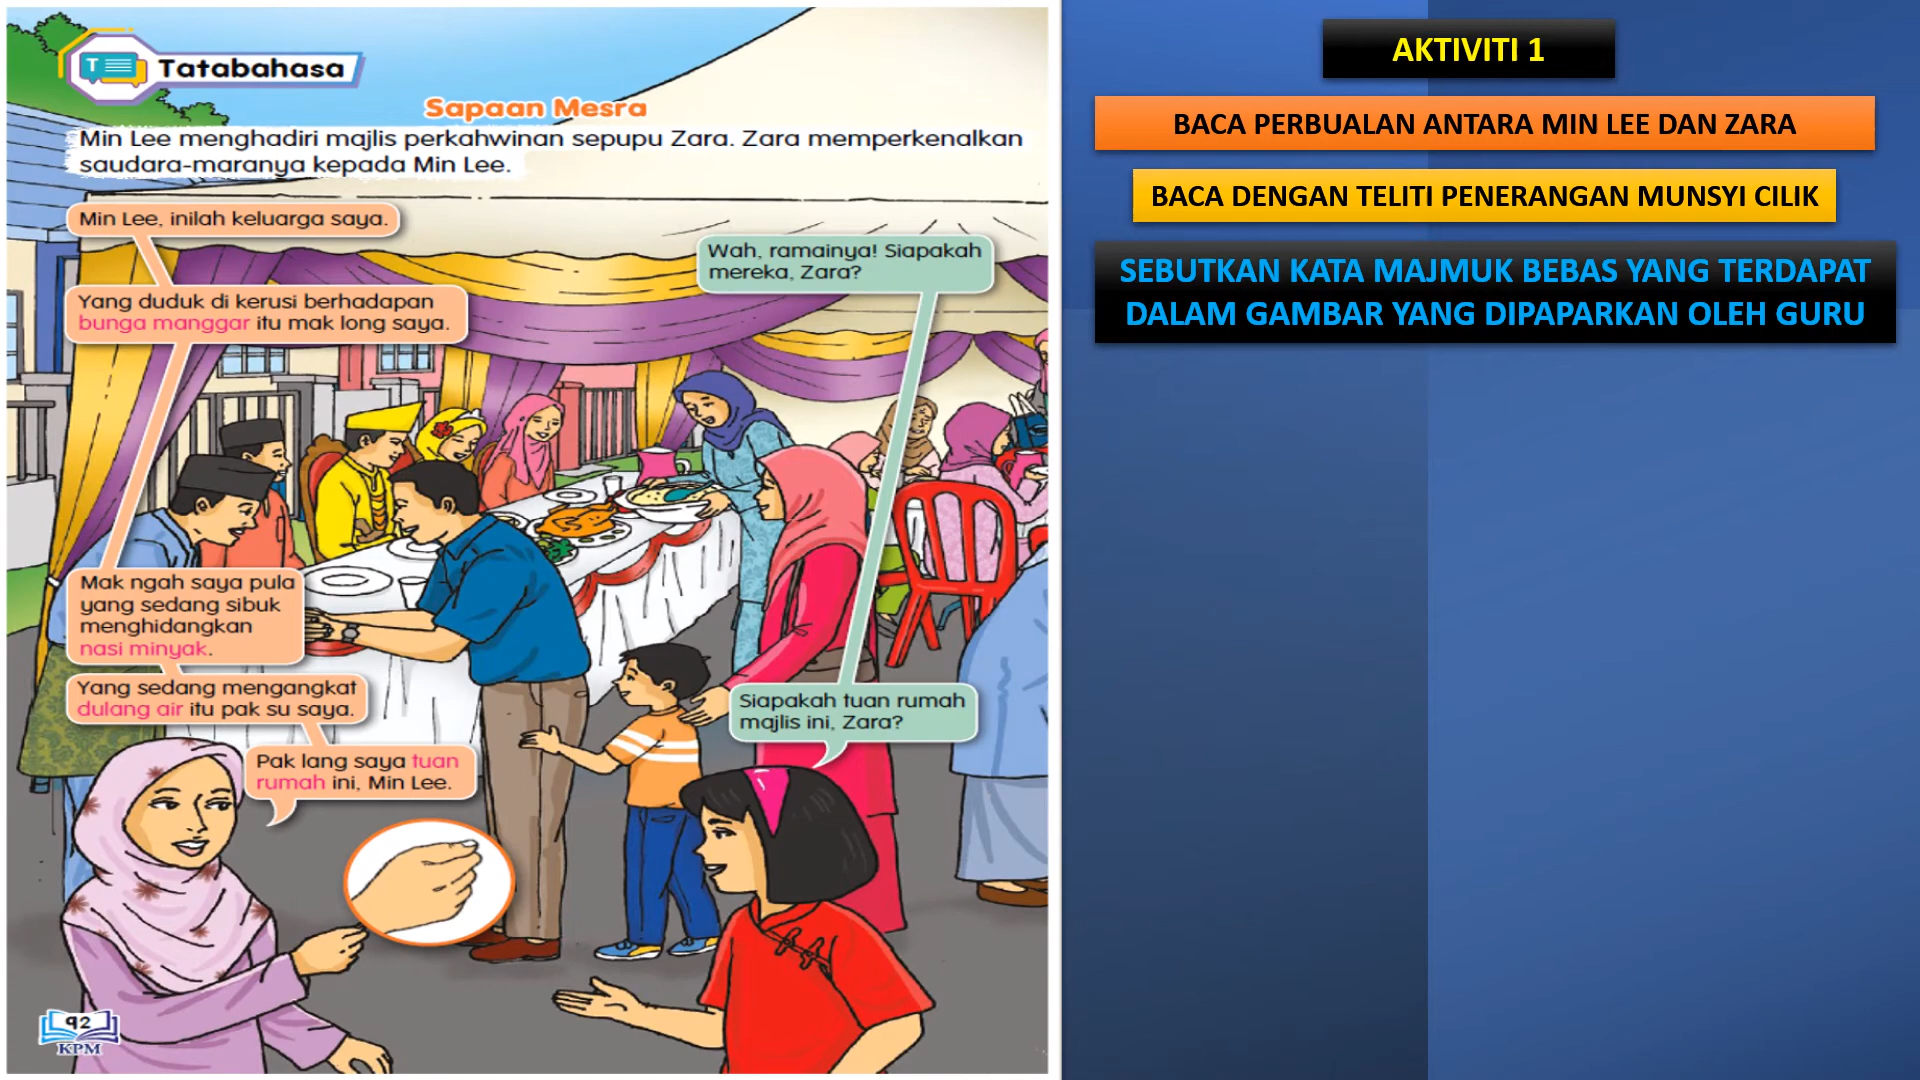 Tatabahasa
Sapaan Mesra
Min Lee menghadiri majlis perkahwinan sepupu Zara. Zara memperkenalkan
saudara-maranya kepada Min Lee.
Min Lee, inilah keluarga saya.
Wah, ramainya! Siapakah
mereka, Zara?
Yang duduk di kerusi berhadapan
bunga manggar itu mak long saya.
Mak ngah saya pula
yang sedang sibuk
menghidangkan
nasi minyak.
Yang sedang mengangkat
dulang air itu pak su saya.
Siapakah tuan rumah
majlis ini, Zara?
Pak lang saya tuan
rumah ini, Min Lee.
92
KPM
AKTIVITI 1
BACA PERBUALAN ANTARA MIN LEE DAN ZARA
BACA DENGAN TELITI PENERANGAN MUNSYI CILIK
SEBUTKAN KATA MAJMUK BEBAS YANG TERDAPAT
DALAM GAMBAR YANG DIPAPARKAN OLEH GURU